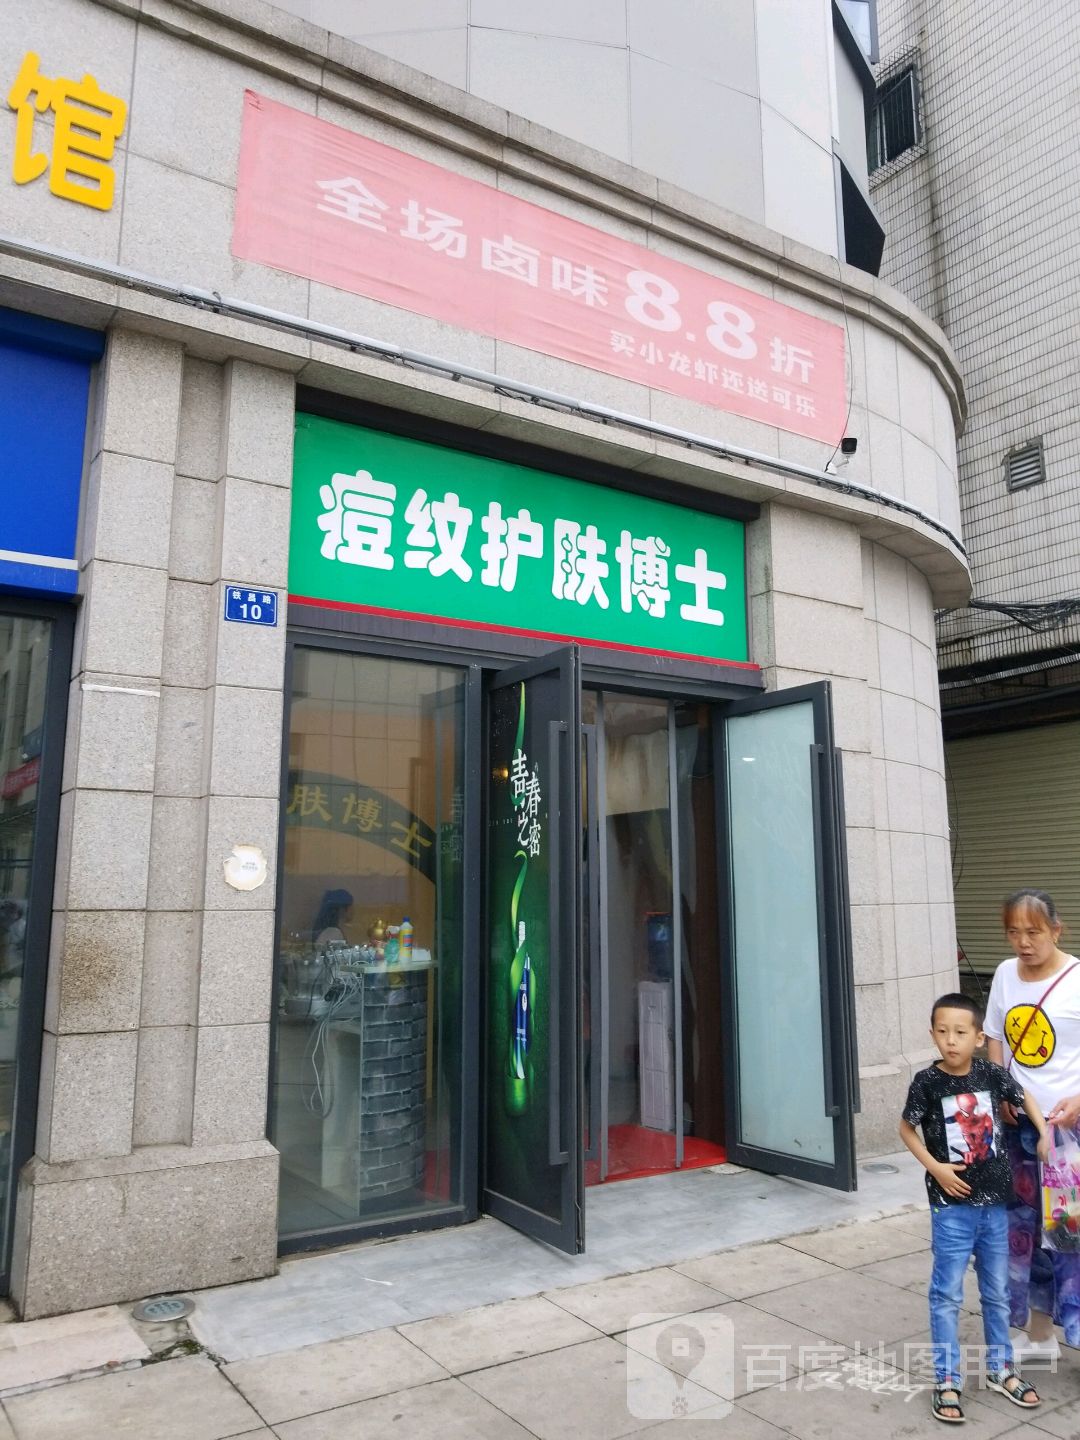 馆
全场卤味8.8折
买小龙虾还送可乐
痘纹护肤博士
铁昌路
10
青春之密
肤博士
百度地图用户